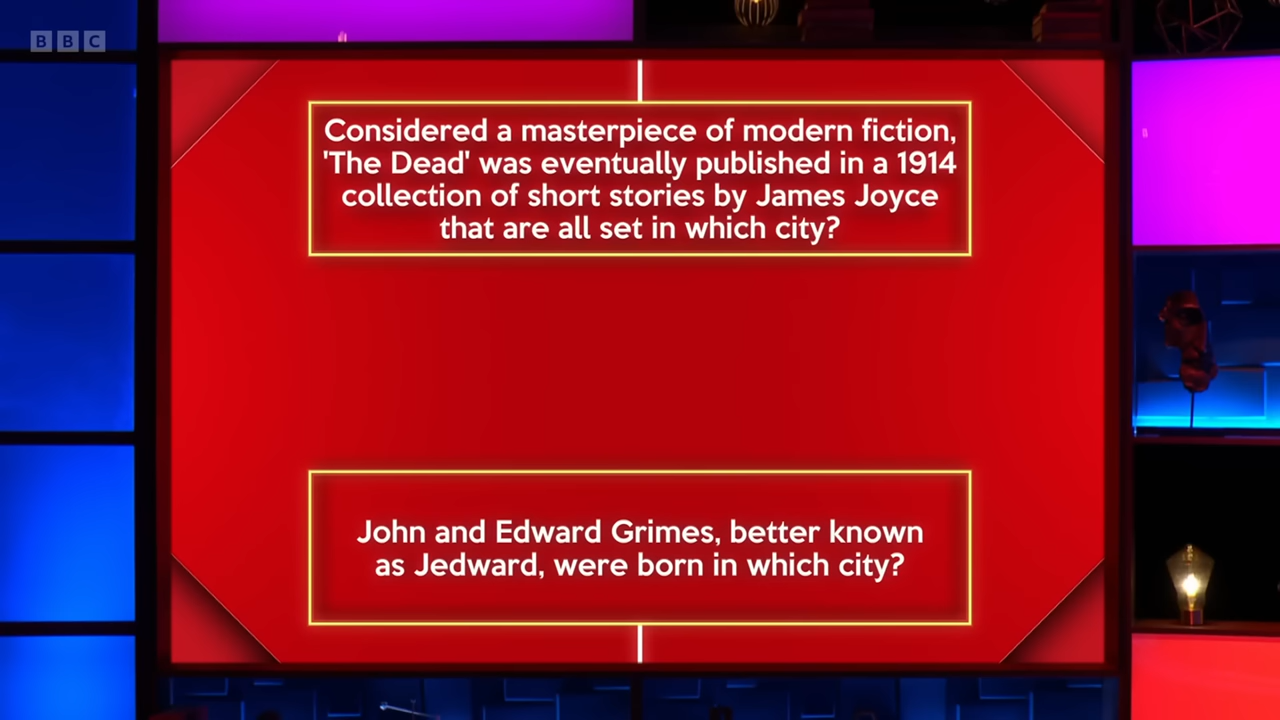 BBC
Considered a masterpiece of modern fiction,
'The Dead' was eventually published in a 1914
collection of short stories by James Joyce
that are all set in which city?
John and Edward Grimes, better known
as Jedward, were born in which city?